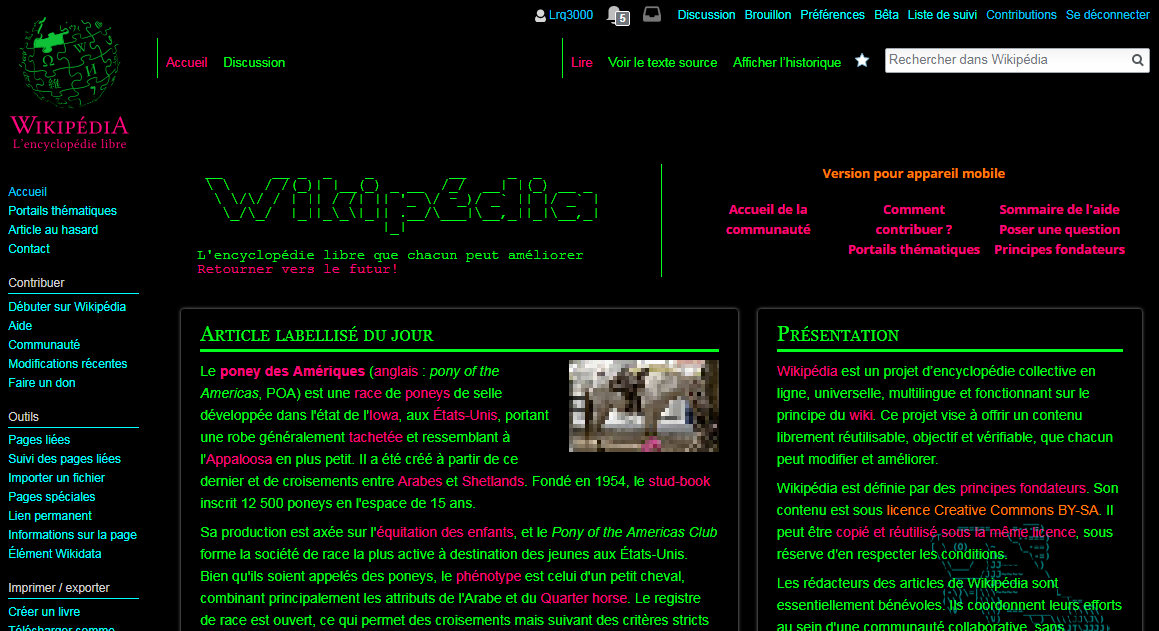 Lrq3000 5 Discussion Brouillon Préférences Bêta Liste de suivi Contributions Se déconnecter
Accueil Discussion Lire Voir le texte source Afficher l'historique Rechercher dans Wikipédia
WIKIPÉDIA
L'encyclopédie libre
Accueil
Portails thématiques
Article au hasard
Contact
Contribuer
Débuter sur Wikipédia
Aide
Communauté
Modifications récentes
Faire un don
Outils
Pages liées
Suivi des pages liées
Importer un fichier
Pages spéciales
Lien permanent
Informations sur la page
Élément Wikidata
Imprimer / exporter
Créer un livre
Télécharger comme
Wikipédia
L'encyclopédie libre que chacun peut améliorer
Retourner vers le futur!
Version pour appareil mobile
Accueil de la
communauté
Comment
contribuer ?
Portails thématiques
Sommaire de l'aide
Poser une question
Principes fondateurs
Article labellisé du jour
Le poney des Amériques (anglais : pony of the
Americas, POA) est une race de poneys de selle
développée dans l'état de l'Iowa, aux États-Unis, portant
une robe généralement tachetée et ressemblant à
l'Appaloosa en plus petit. Il a été créé à partir de ce
dernier et de croisements entre Arabes et Shetlands. Fondé en 1954, le stud-book
inscrit 12 500 poneys en l'espace de 15 ans.
Sa production est axée sur l'équitation des enfants, et le Pony of the Americas Club
forme la société de race la plus active à destination des jeunes aux États-Unis.
Bien qu'ils soient appelés des poneys, le phénotype est celui d'un petit cheval,
combinant principalement les attributs de l'Arabe et du Quarter horse. Le registre
de race est ouvert, ce qui permet des croisements mais suivant des critères stricts
Présentation
Wikipédia est un projet d'encyclopédie collective en
ligne, universelle, multilingue et fonctionnant sur le
principe du wiki. Ce projet vise à offrir un contenu
librement réutilisable, objectif et vérifiable, que chacun
peut modifier et améliorer.
Wikipédia est définie par des principes fondateurs. Son
contenu est sous licence Creative Commons BY-SA. Il
peut être copié et réutilisé sous la même licence, sous
réserve d'en respecter les conditions.
Les rédacteurs des articles de Wikipédia sont
essentiellement bénévoles. Ils coordonnent leurs efforts
au sein d'une communauté collaborative, sans